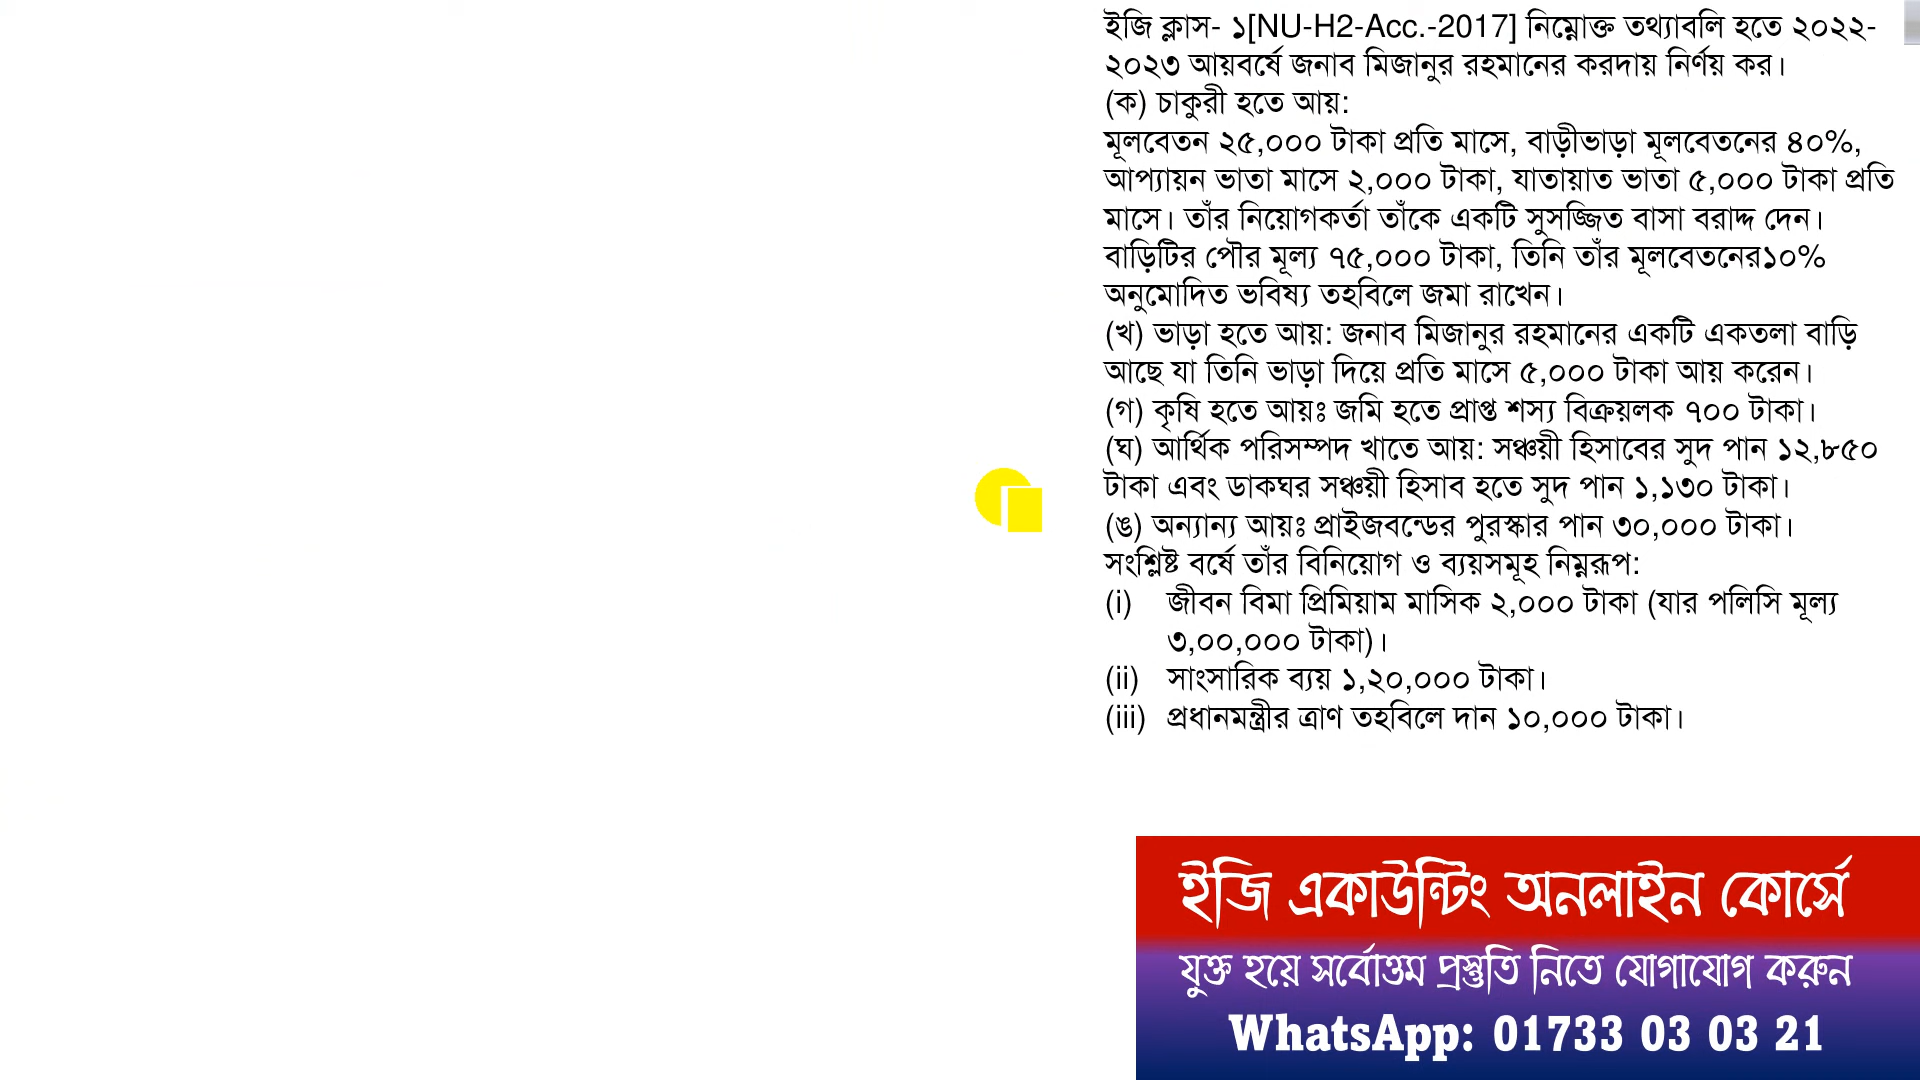 ইজি ক্লাস- ১[NU-H2-Acc.-2017] নিম্নোক্ত তথ্যাবলি হতে ২০২২-
২০২৩ আয়বর্ষে জনাব মিজানুর রহমানের করদায় নির্ণয় কর।
(ক) চাকুরী হতে আয়:
মূলবেতন ২৫,০০০ টাকা প্রতি মাসে, বাড়ীভাড়া মূলবেতনের ৪০%,
আপ্যায়ন ভাতা মাসে ২,০০০ টাকা, যাতায়াত ভাতা ৫,০০০ টাকা প্রতি
মাসে। তাঁর নিয়োগকর্তা তাঁকে একটি সুসজ্জিত বাসা বরাদ্দ দেন।
বাড়িটির পৌর মূল্য ৭৫,০০০ টাকা, তিনি তাঁর মূলবেতনের১০%
অনুমোদিত ভবিষ্য তহবিলে জমা রাখেন।
(খ) ভাড়া হতে আয়: জনাব মিজানুর রহমানের একটি একতলা বাড়ি
আছে যা তিনি ভাড়া দিয়ে প্রতি মাসে ৫,০০০ টাকা আয় করেন।
(গ) কৃষি হতে আয়ঃ জমি হতে প্রাপ্ত শস্য বিক্রয়লক ৭০০ টাকা।
(ঘ) আর্থিক পরিসম্পদ খাতে আয়: সঞ্চয়ী হিসাবের সুদ পান ১২,৮৫০
টাকা এবং ডাকঘর সঞ্চয়ী হিসাব হতে সুদ পান ১,১৩০ টাকা।
(ঙ) অন্যান্য আয়ঃ প্রাইজবন্ডের পুরস্কার পান ৩০,০০০ টাকা।
সংশ্লিষ্ট বর্ষে তাঁর বিনিয়োগ ও ব্যয়সমূহ নিম্নরূপ:
(i) জীবন বিমা প্রিমিয়াম মাসিক ২,০০০ টাকা (যার পলিসি মূল্য
৩,০০,০০০ টাকা)।
(ii) সাংসারিক ব্যয় ১,২০,০০০ টাকা।
(iii) প্রধানমন্ত্রীর ত্রাণ তহবিলে দান ১০,০০০ টাকা।
ইজি একাউন্টিং অনলাইন কোর্সে
যুক্ত হয়ে সর্বোত্তম প্রস্তুতি নিতে যোগাযোগ করুন
WhatsApp: 01733 03 03 21